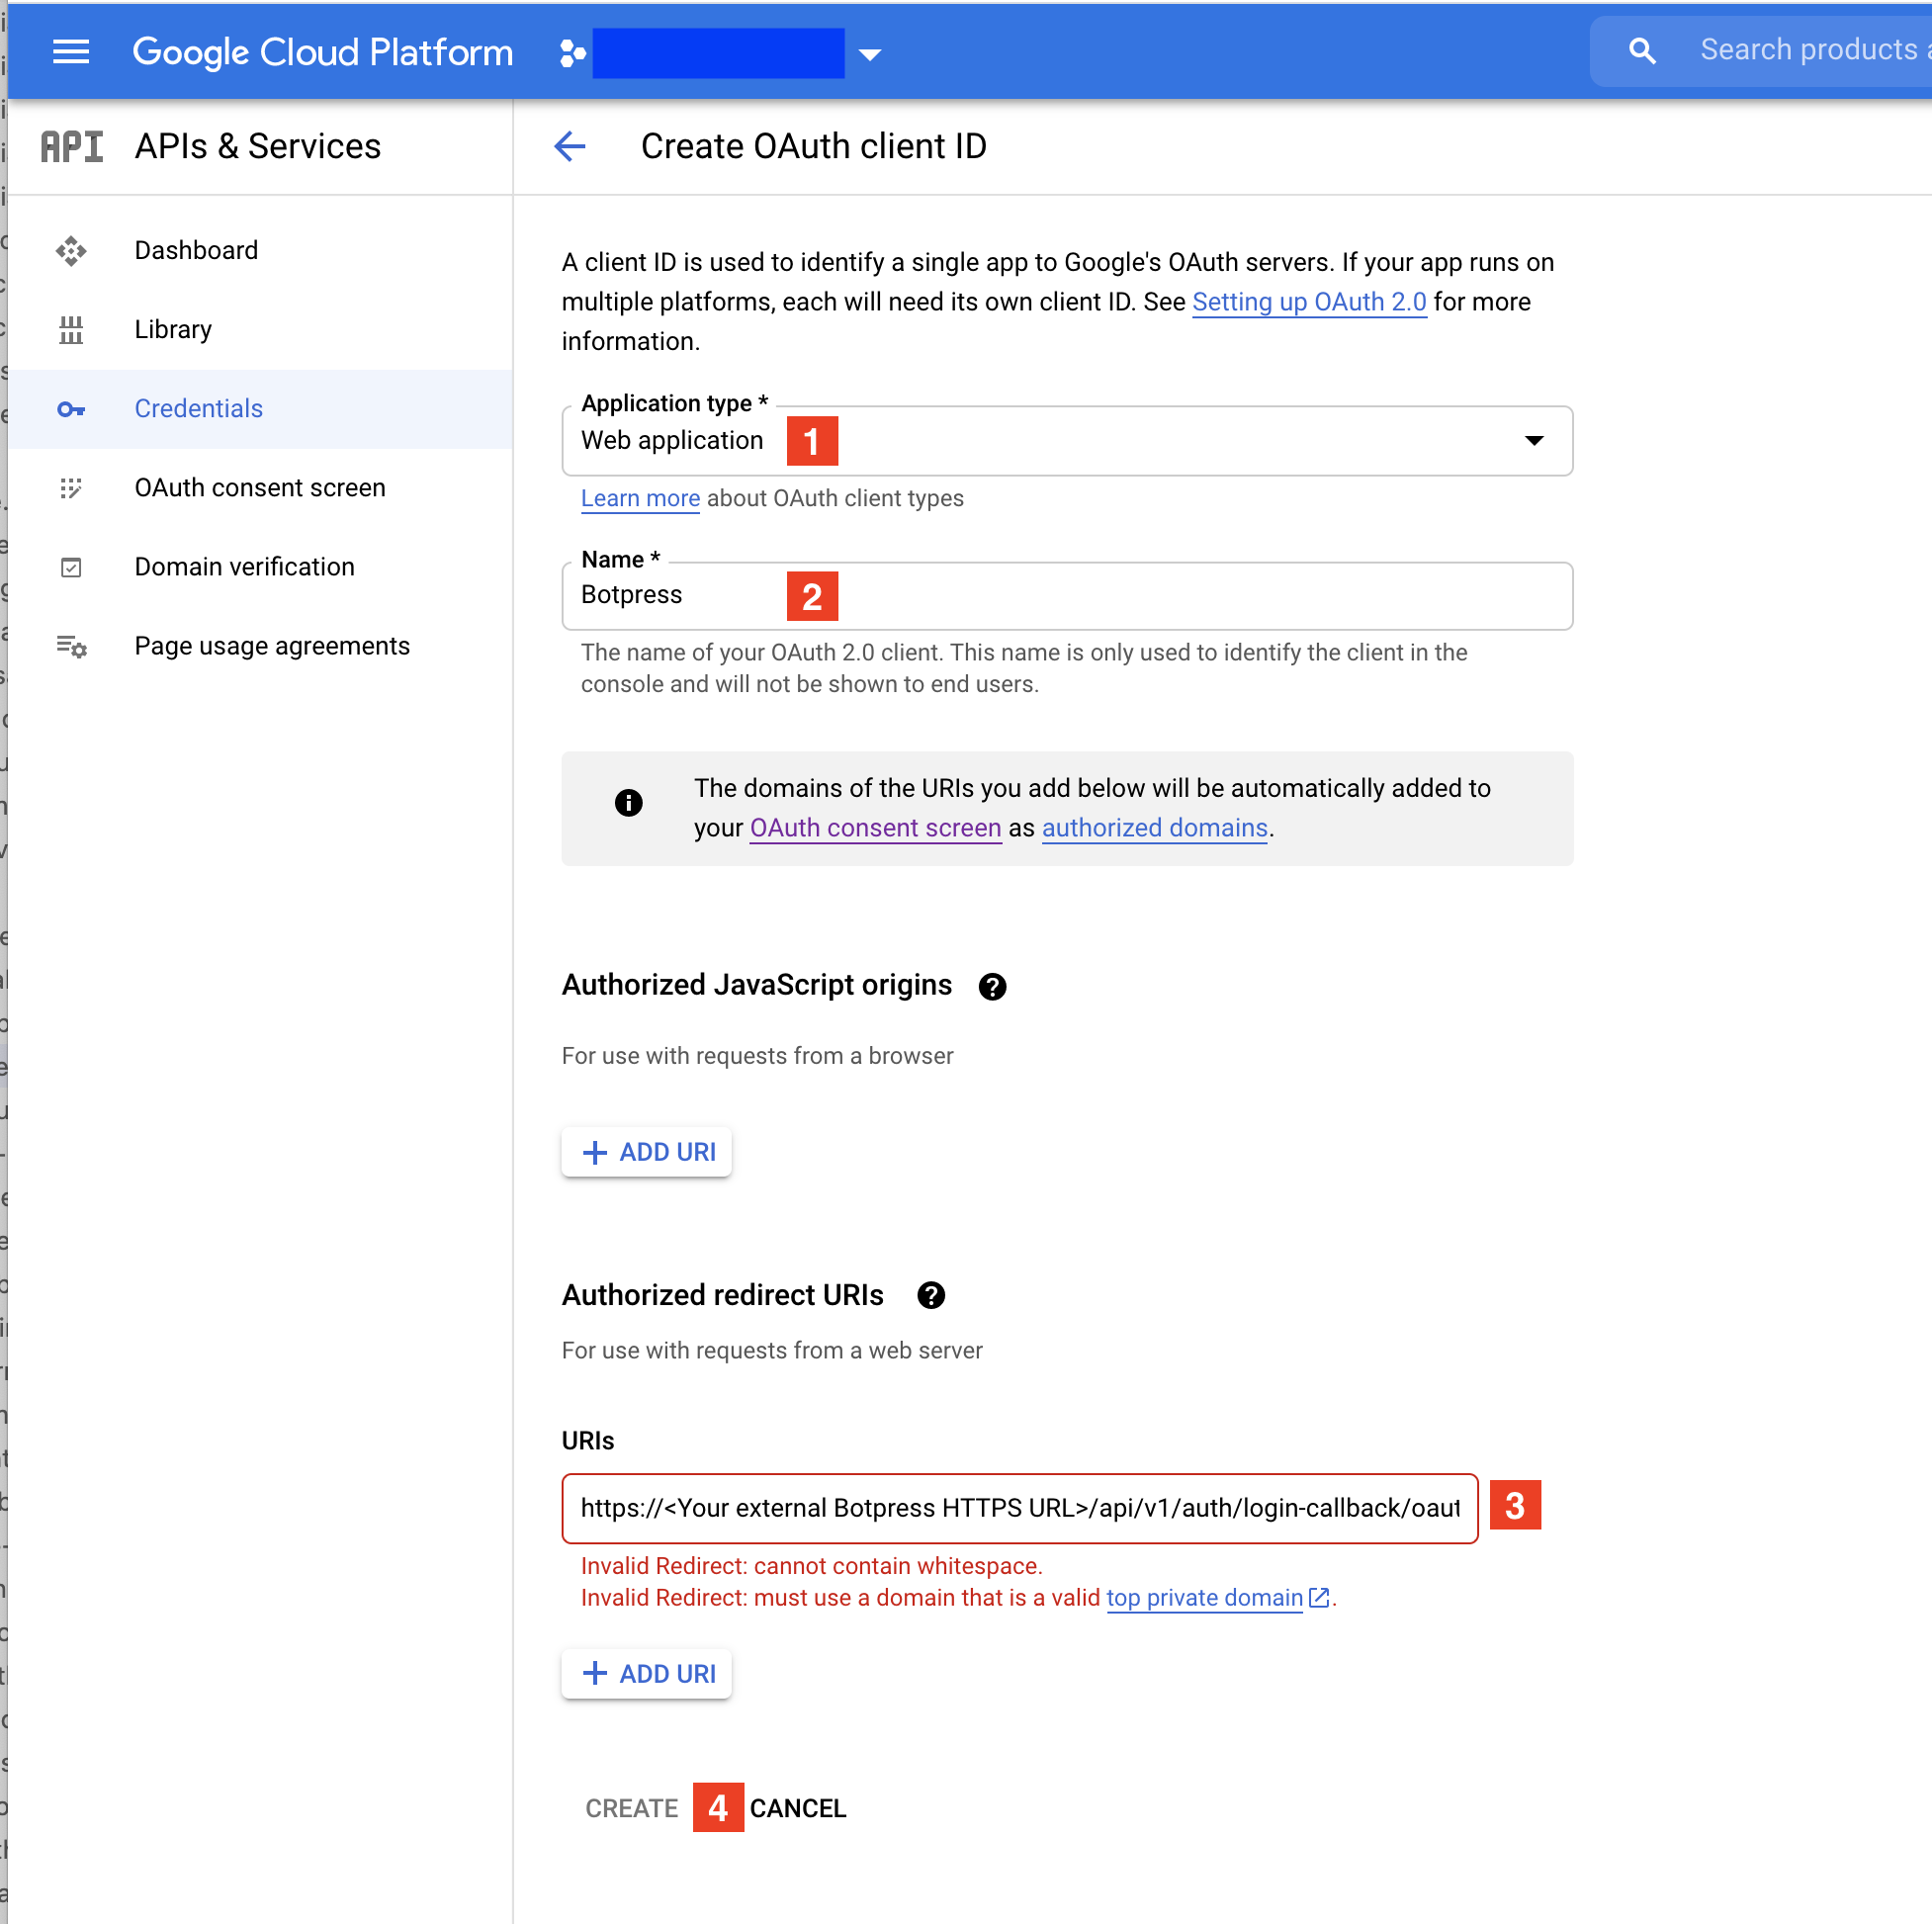 Google Cloud Platform
Search products
API APIs & Services
Create OAuth client ID
Dashboard
Library
Credentials
OAuth consent screen
Domain verification
Page usage agreements
A client ID is used to identify a single app to Google's OAuth servers. If your app runs on
multiple platforms, each will need its own client ID. See Setting up OAuth 2.0 for more
information.
Application type *
Web application 1
Learn more about OAuth client types
Name *
Botpress 2
The name of your OAuth 2.0 client. This name is only used to identify the client in the
console and will not be shown to end users.
The domains of the URIs you add below will be automatically added to
your OAuth consent screen as authorized domains.
Authorized JavaScript origins
For use with requests from a browser
+ ADD URI
Authorized redirect URIs
For use with requests from a web server
URIs
https://<Your external Botpress HTTPS URL>/api/v1/auth/login-callback/oaut 3
Invalid Redirect: cannot contain whitespace.
Invalid Redirect: must use a domain that is a valid top private domain.
+ ADD URI
CREATE 4 CANCEL